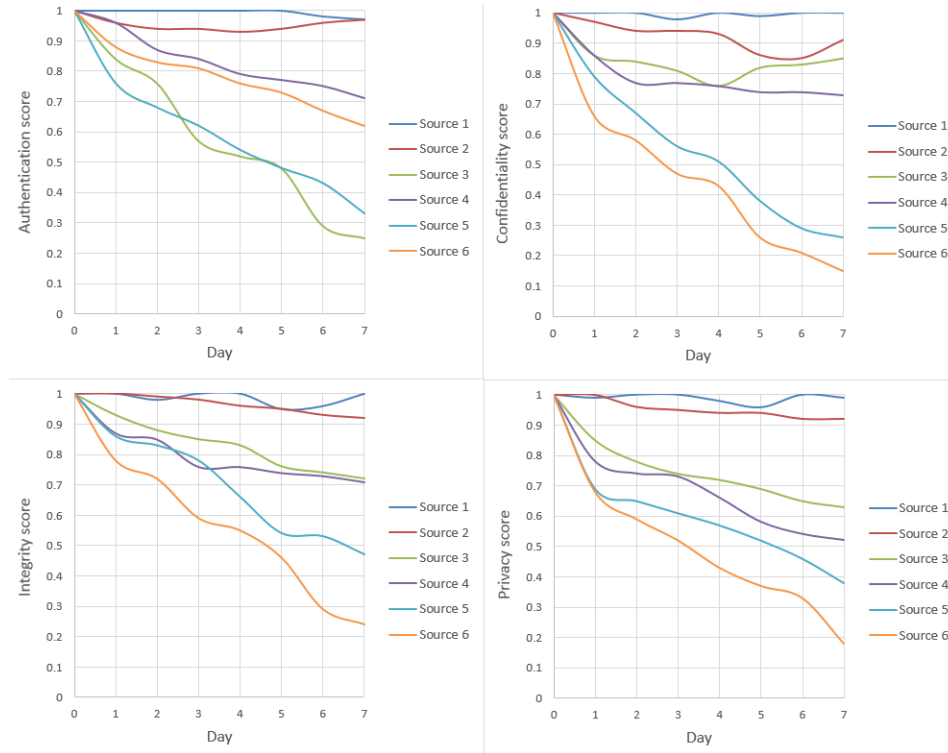 Authentication score
1
0.9
0.8
0.7
0.6
0.5
0.4
0.3
0.2
0.1
0
0 1 2 3 4 5 6 7
Day
Source 1
Source 2
Source 3
Source 4
Source 5
Source 6
Confidentiality score
1
0.9
0.8
0.7
0.6
0.5
0.4
0.3
0.2
0.1
0
0 1 2 3 4 5 6 7
Day
Source 1
Source 2
Source 3
Source 4
Source 5
Source 6
Integrity score
1
0.9
0.8
0.7
0.6
0.5
0.4
0.3
0.2
0.1
0
0 1 2 3 4 5 6 7
Day
Source 1
Source 2
Source 3
Source 4
Source 5
Source 6
Privacy score
1
0.9
0.8
0.7
0.6
0.5
0.4
0.3
0.2
0.1
0
0 1 2 3 4 5 6 7
Day
Source 1
Source 2
Source 3
Source 4
Source 5
Source 6